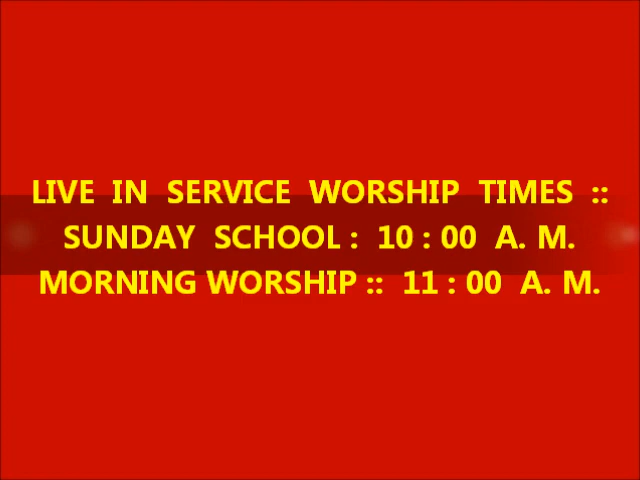 LIVE IN SERVICE WORSHIP TIMES ::
SUNDAY SCHOOL : 10 : 00 A. M.
MORNING WORSHIP :: 11 : 00 A. M.